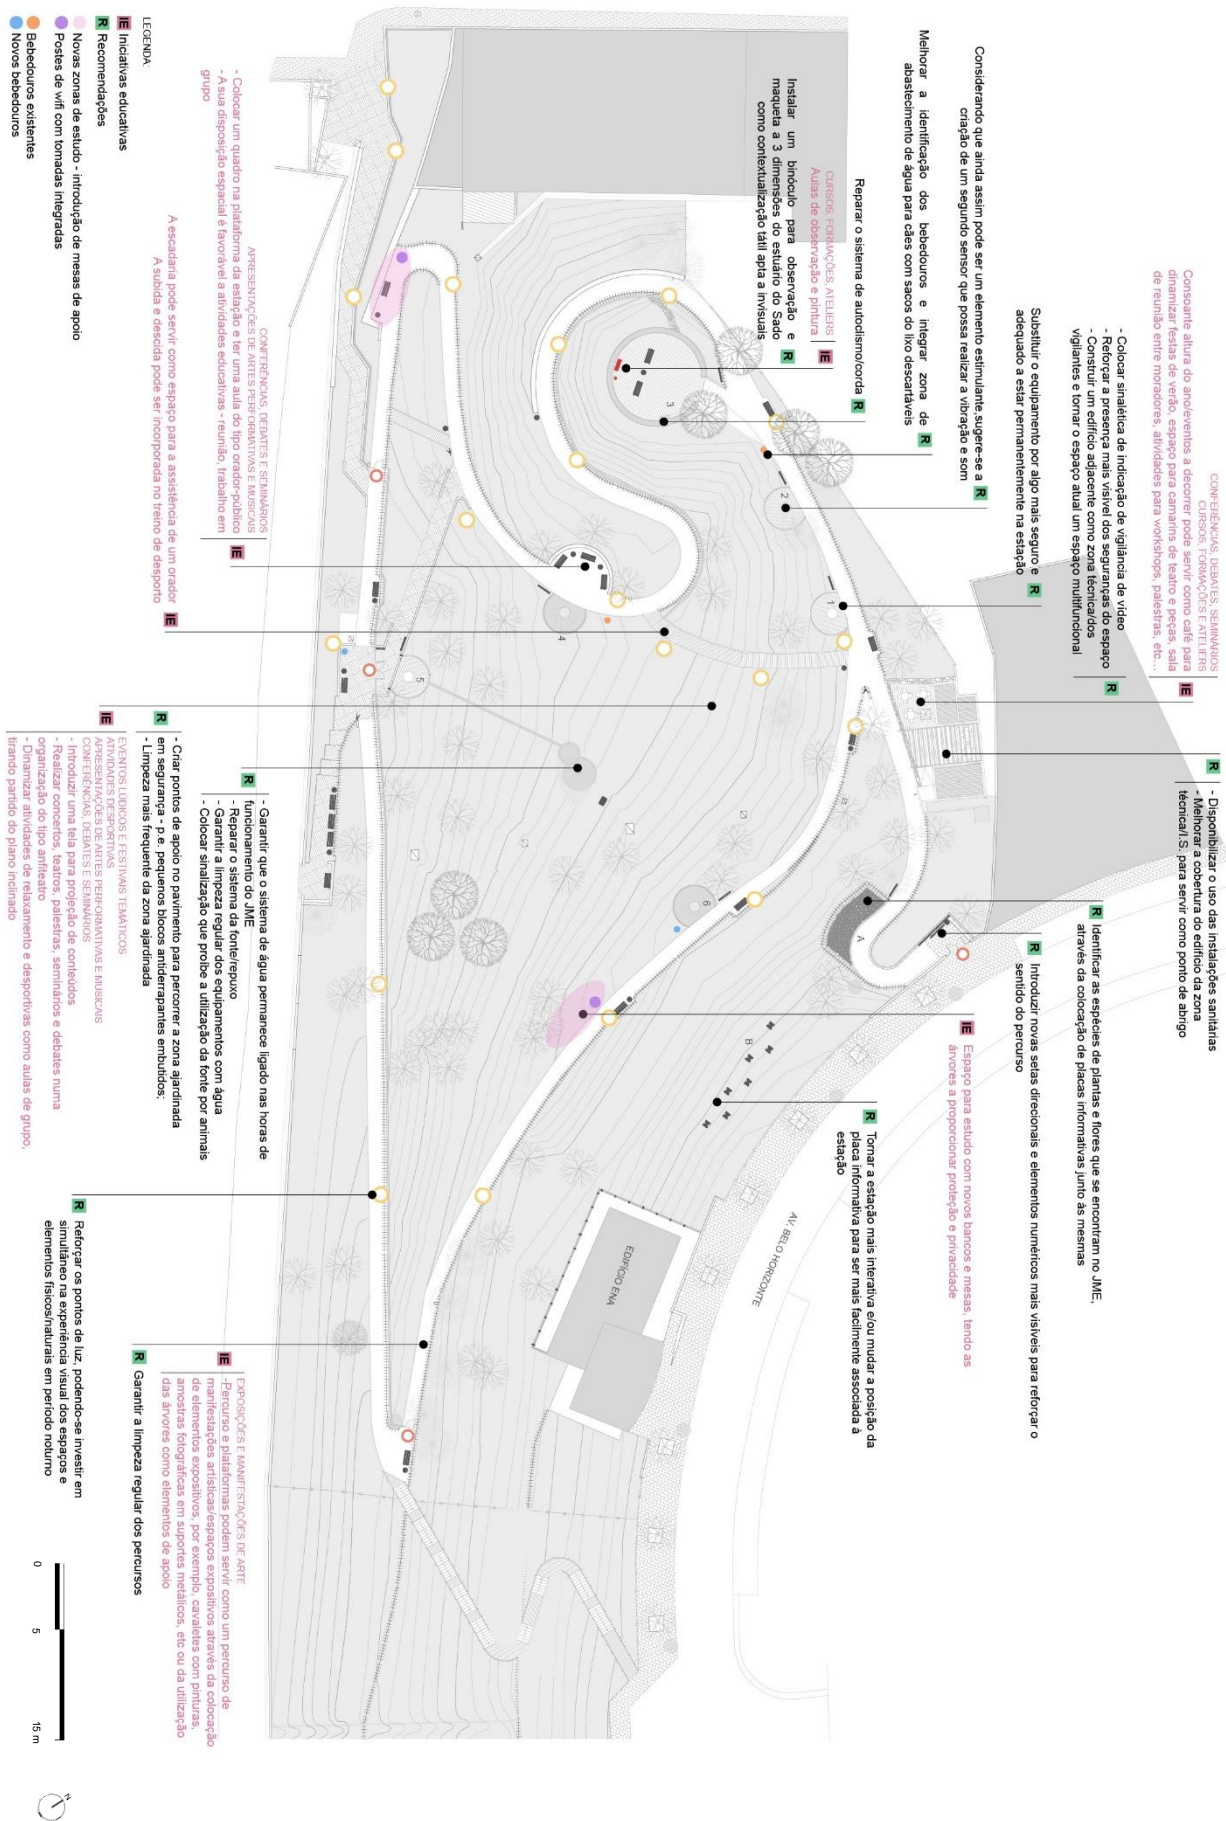 CONFERÊNCIAS, DEBATES, SEMINÁRIOS
CURSOS, FORMAÇÕES E ATELIERS
IE
Consoante altura do ano/eventos a decorrer pode servir como café para
dinamizar festas de verão, espaço para camarins de teatro e peças, sala
de reunião entre moradores, atividades para workshops, palestras, etc...
- Colocar sinalética de indicação de vigilância de vídeo
- Reforçar a presença mais visível dos seguranças do espaço
- Construir um edifício adjacente como zona técnica/dos
vigilantes e tornar o espaço atual um espaço multifuncional
R
Substituir o equipamento por algo mais seguro e
adequado a estar permanentemente na estação
R
Considerando que ainda assim pode ser um elemento estimulante,sugere-se a
criação de um segundo sensor que possa realizar a vibração e som
R
Melhorar a identificação dos bebedouros e integrar zona de
abastecimento de água para cães com sacos do lixo descartáveis
R
Reparar o sistema de autoclismo/corda
R
CURSOS, FORMAÇÕES, ATELIERS
Aulas de observação e pintura
IE
Instalar um binóculo para observação e
maqueta a 3 dimensões do estuário do Sado
como contextualização tátil apta a invisuais
R
R
- Disponibilizar o uso das instalações sanitárias
- Melhorar a cobertura do edifício da zona
técnica/I.S. para servir como ponto de abrigo
R
Identificar as espécies de plantas e flores que se encontram no JME,
através da colocação de placas informativas junto às mesmas
R
Introduzir novas setas direcionais e elementos numéricos mais visíveis para reforçar o
sentido do percurso
IE
Espaço para estudo com novos bancos e mesas, tendo as
árvores a proporcionar proteção e privacidade
R
Tornar a estação mais interativa e/ou mudar a posição da
placa informativa para ser mais facilmente associada à
estação
AV. BELO HORIZONTE
EDIFÍCIO ENA
1
2
3
4
5
6
A
B
CONFERÊNCIAS, DEBATES E SEMINÁRIOS
APRESENTAÇÕES DE ARTES PERFORMATIVAS E MUSICAIS
- Colocar um quadro na plataforma da estação e ter uma aula do tipo orador-público
- A sua disposição espacial é favorável a atividades educativas - reunião, trabalho em
grupo
IE
A escadaria pode servir como espaço para a assistência de um orador
A subida e descida pode ser incorporada no treino de desporto
IE
R
- Garantir que o sistema de água permanece ligado nas horas de
funcionamento do JME
- Reparar o sistema da fonte/repuxo
- Garantir a limpeza regular dos equipamentos com água
- Colocar sinalização que proíbe a utilização da fonte por animais
R
- Criar pontos de apoio no pavimento para percorrer a zona ajardinada
em segurança - p.e. pequenos blocos antiderrapantes embutidos;
- Limpeza mais frequente da zona ajardinada
IE
EVENTOS LÚDICOS E FESTIVAIS TEMÁTICOS
ATIVIDADES DESPORTIVAS
APRESENTAÇÕES DE ARTES PERFORMATIVAS E MUSICAIS
CONFERÊNCIAS, DEBATES E SEMINÁRIOS
- Introduzir uma tela para projeção de conteúdos
- Realizar concertos, teatros, palestras, seminários e debates numa
organização do tipo anfiteatro
- Dinamizar atividades de relaxamento e desportivas como aulas de grupo,
tirando partido do plano inclinado
IE
EXPOSIÇÕES E MANIFESTAÇÕES DE ARTE
-Percurso e plataformas podem servir como um percurso de
manifestações artísticas/espaços expositivos através da colocação
de elementos expositivos, por exemplo, cavaletes com pinturas,
amostras fotográficas em suportes metálicos, etc ou da utilização
das árvores como elementos de apoio
R
Garantir a limpeza regular dos percursos
R
Reforçar os pontos de luz, podendo-se investir em
simultâneo na experiência visual dos espaços e
elementos físicos/naturais em período noturno
LEGENDA:
IE Iniciativas educativas
R Recomendações
Novas zonas de estudo - introdução de mesas de apoio
Postes de wifi com tomadas integradas
Bebedouros existentes
Novos bebedouros
0 5 15 m
N